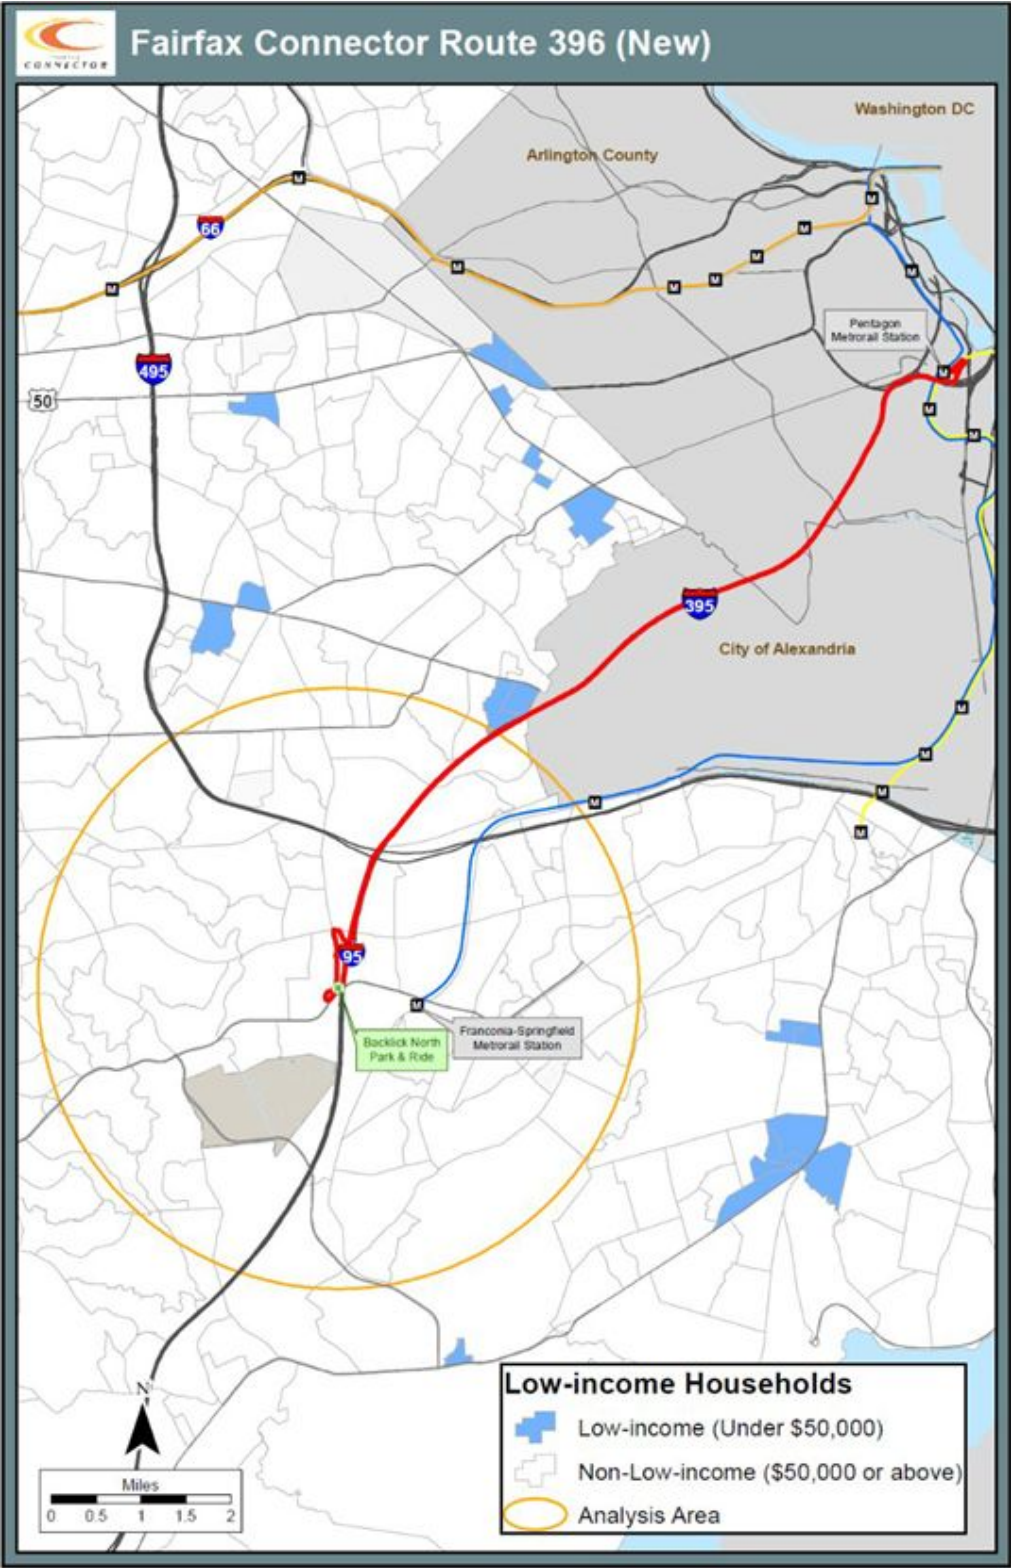 CONNECTOR
Fairfax Connector Route 396 (New)
Washington DC
Arlington County
M
M
66
M
M
M
M
M
M
M
M
Pentagon
Metrorail Station
495
M
50
M
M
395
City of Alexandria
M
M
M
M
M
95
M
Franconia-Springfield
Metrorail Station
Backlick North
Park & Ride
N
Miles
0 0.5 1 1.5 2
Low-income Households
Low-income (Under $50,000)
Non-Low-income ($50,000 or above)
Analysis Area